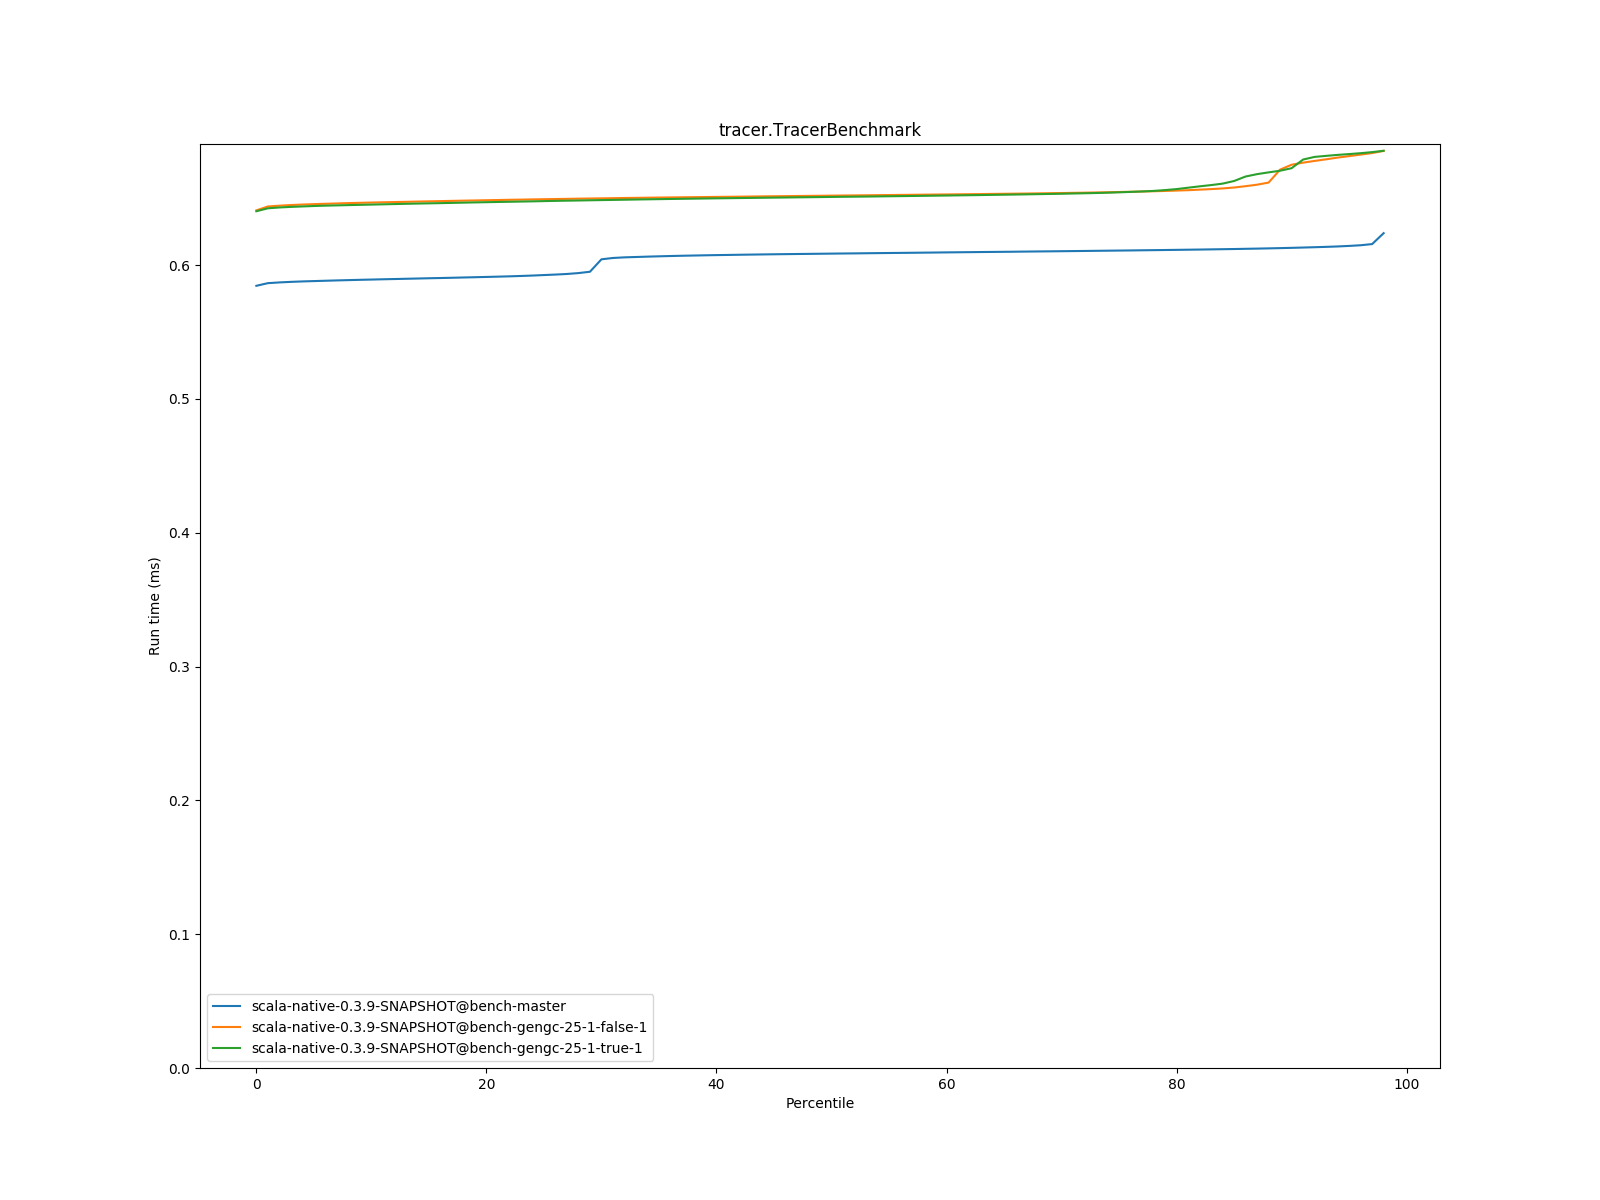 tracer.TracerBenchmark
Run time (ms)
0.6
0.5
0.4
0.3
0.2
0.1
0.0
scala-native-0.3.9-SNAPSHOT@bench-master
scala-native-0.3.9-SNAPSHOT@bench-gengc-25-1-false-1
scala-native-0.3.9-SNAPSHOT@bench-gengc-25-1-true-1
0 20 40 60 80 100
Percentile